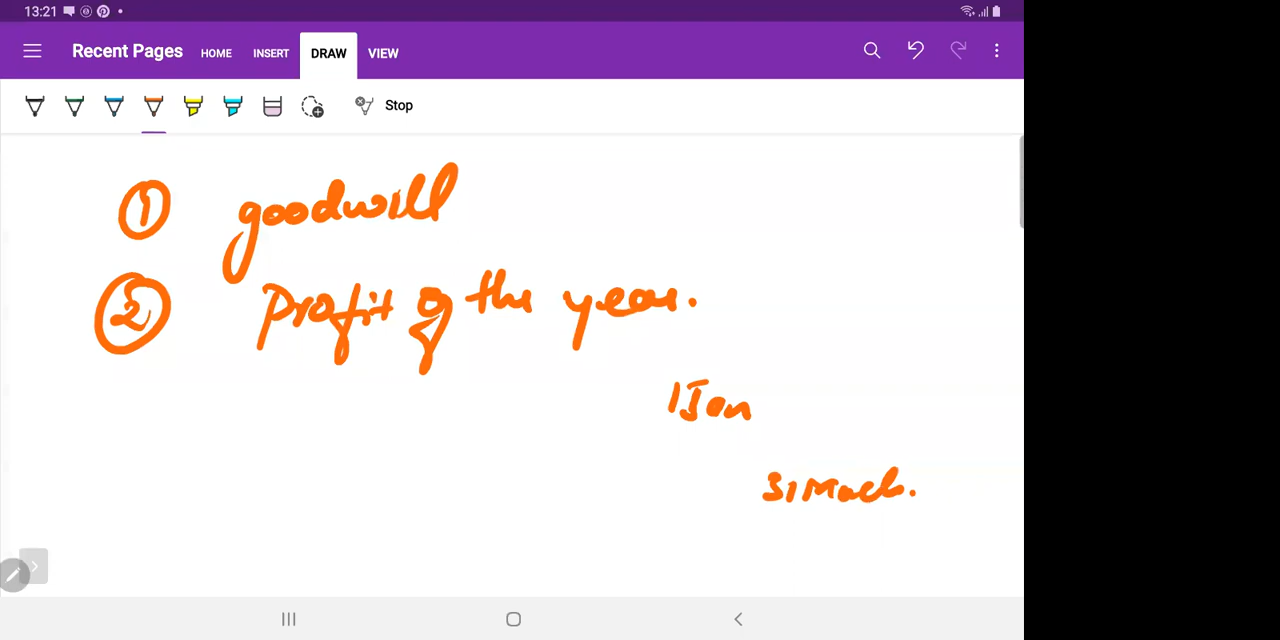 13:21
Recent Pages HOME INSERT DRAW VIEW
Stop
① goodwill
② Profit of the year.
1 Jan
31 Mach.